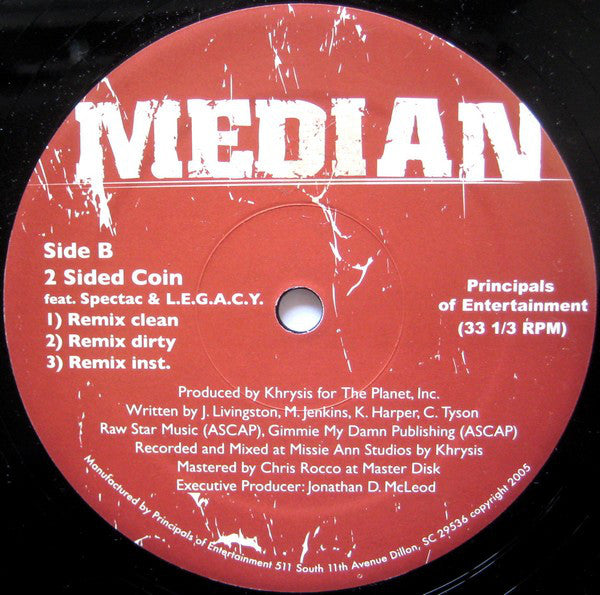 MEDIAN
Side B
2 Sided Coin
feat. Spectac & L.E.G.A.C.Y.
1) Remix clean
2) Remix dirty
3) Remix inst.
Principals
of Entertainment
(33 1/3 RPM)
Produced by Khrysis for The Planet, Inc.
Written by J. Livingston, M. Jenkins, K. Harper, C. Tyson
Raw Star Music (ASCAP), Gimmie My Damn Publishing (ASCAP)
Recorded and Mixed at Missie Ann Studios by Khrysis
Mastered by Chris Rocco at Master Disk
Executive Producer: Jonathan D. McLeod
Manufactured by Principals of Entertainment 511 South 11th Avenue Dillon, SC 29536 copyright 2005